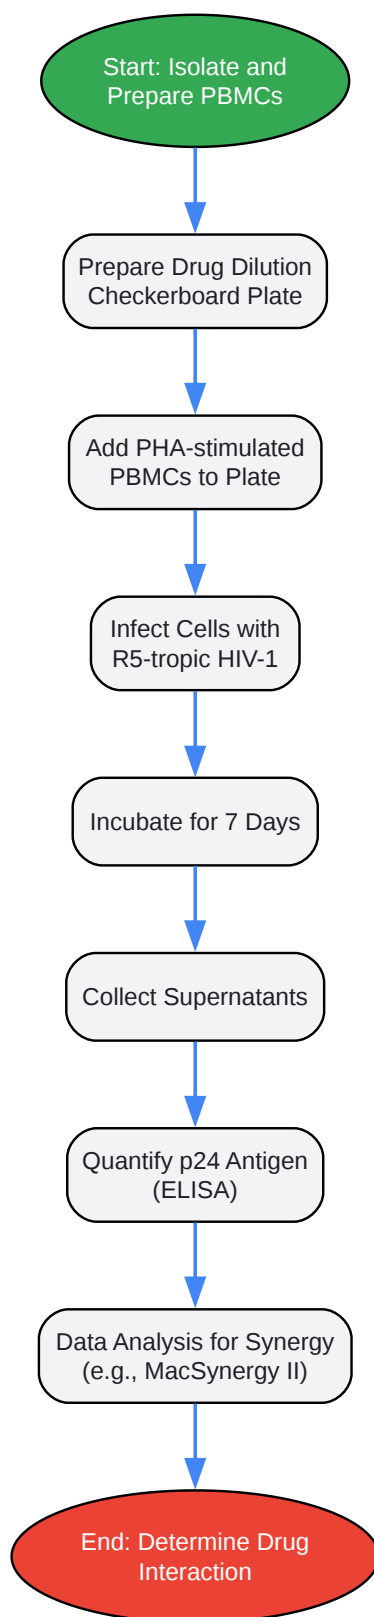 Start: Isolate and
Prepare PBMCs
Prepare Drug Dilution
Checkerboard Plate
Add PHA-stimulated
PBMCs to Plate
Infect Cells with
R5-tropic HIV-1
Incubate for 7 Days
Collect Supernatants
Quantify p24 Antigen
(ELISA)
Data Analysis for Synergy
(e.g., MacSynergy II)
End: Determine Drug
Interaction